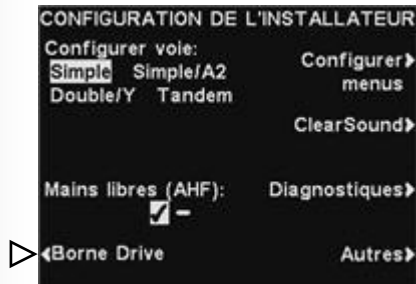 CONFIGURATION DE L'INSTALLATEUR
Configurer voie:
Simple Simple/A2
Double/Y Tandem
Configurer
menus
ClearSound
Mains libres (AHF):
Diagnostiques
Borne Drive
Autres